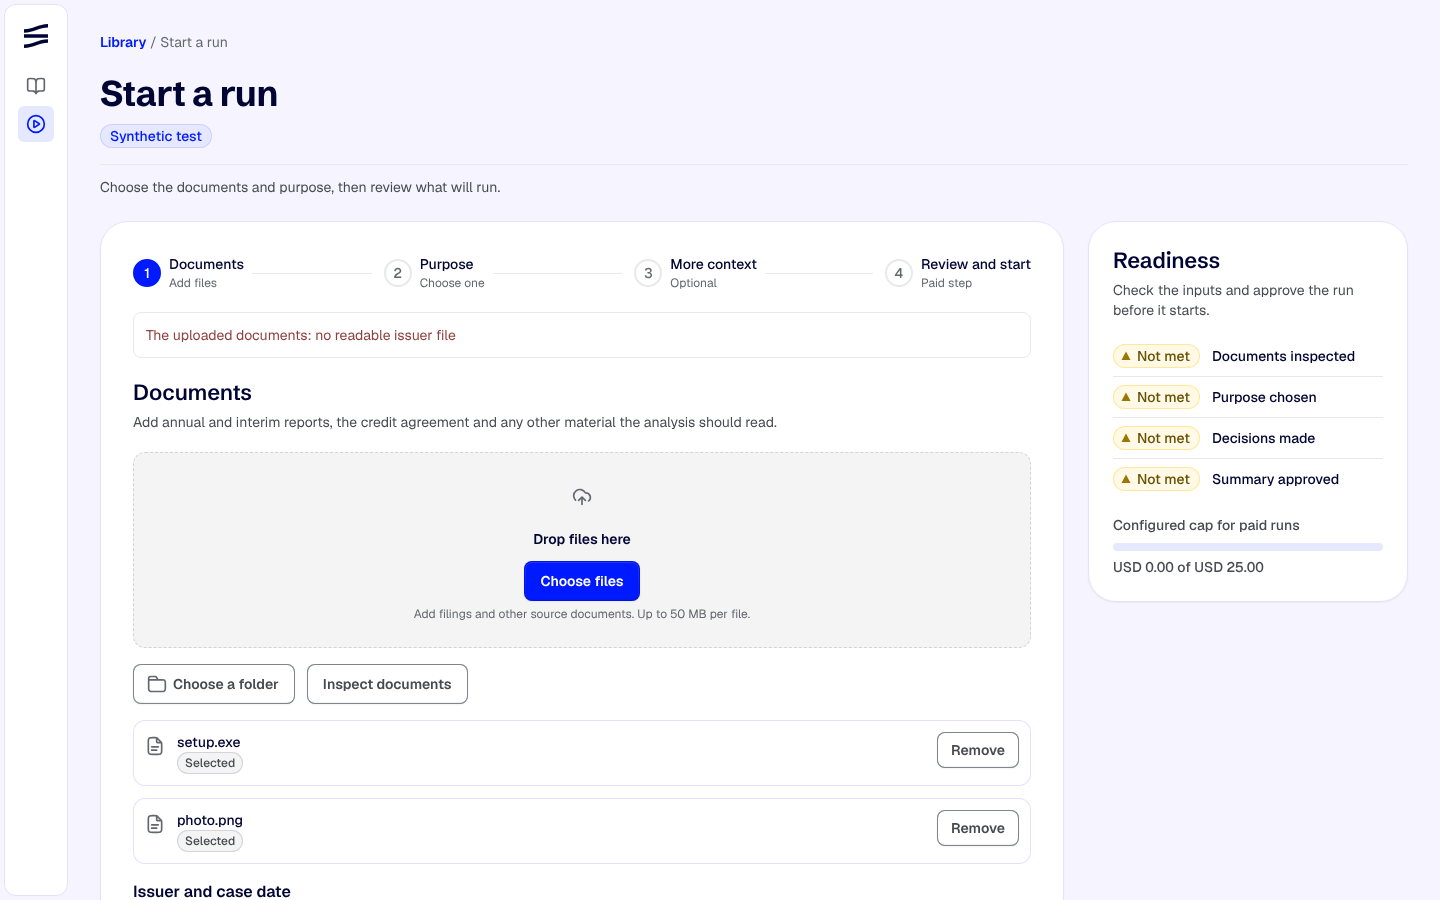 Library / Start a run
Start a run
Synthetic test
Choose the documents and purpose, then review what will run.
1
Documents
Add files
2
Purpose
Choose one
3
More context
Optional
4
Review and start
Paid step
The uploaded documents: no readable issuer file
Documents
Add annual and interim reports, the credit agreement and any other material the analysis should read.
Drop files here
Choose files
Add filings and other source documents. Up to 50 MB per file.
Choose a folder
Inspect documents
setup.exe
Selected
Remove
photo.png
Selected
Remove
Issuer and case date
Readiness
Check the inputs and approve the run
before it starts.
Not met Documents inspected
Not met Purpose chosen
Not met Decisions made
Not met Summary approved
Configured cap for paid runs
USD 0.00 of USD 25.00